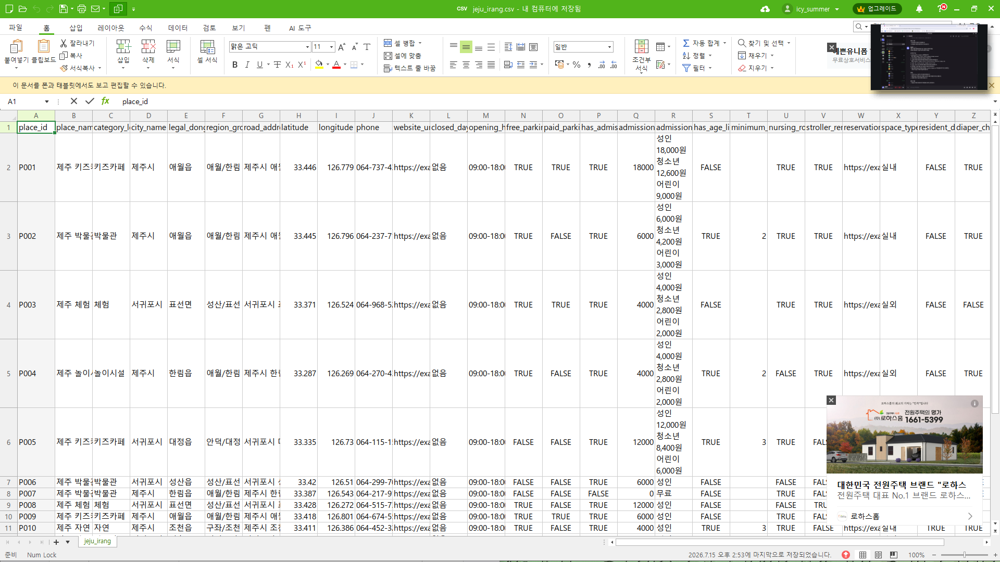 CSV jeju_irang.csv - 내 컴퓨터에 저장됨
icy_summer
업그레이드
파일 홈 삽입 레이아웃 수식 데이터 검토 보기 펜 AI 도구
붙여넣기 클립보드 잘라내기 복사 서식복사
삽입 삭제 서식 셀 서식
맑은 고딕 11
셀 병합 셀에 맞춤 텍스트 줄 바꿈
일반
조건부 서식
자동 합계 정렬 필터
찾기 및 선택 채우기 지우기
예쁜유니폼
무료상호서비스
이 문서를 폰과 태블릿에서도 보고 편집할 수 있습니다.
A1 fx place_id
A B C D E F G H I J K L M N O P Q R S T U V W X Y Z
1 place_id place_nam category_l city_name legal_dong region_gro road_addre latitude longitude phone website_u closed_day opening_h free_parkin paid_parki has_admis admission admission has_age_li minimum_ nursing_ro stroller_ren reservation space_type resident_d diaper_ch
2 P001 제주 키즈카 키즈카페 제주시 애월읍 애월/한림 제주시 애월 33.446 126.779 064-737-4 https://exa 없음 09:00-18:00 TRUE TRUE TRUE 18000 성인 18,000원 청소년 12,600원 어린이 9,000원 FALSE TRUE TRUE https://exa 실내 FALSE TRUE
3 P002 제주 박물관 박물관 제주시 애월읍 애월/한림 제주시 애월 33.445 126.796 064-237-7 https://exa 없음 09:00-18:00 TRUE FALSE TRUE 6000 성인 6,000원 청소년 4,200원 어린이 3,000원 TRUE 2 TRUE TRUE https://exa 실내 FALSE TRUE
4 P003 제주 체험 체험 서귀포시 표선면 성산/표선 서귀포시 표 33.371 126.524 064-968-5 https://exa 없음 09:00-18:00 TRUE TRUE TRUE 4000 성인 4,000원 청소년 2,800원 어린이 2,000원 FALSE TRUE TRUE https://exa 실외 FALSE FALSE
5 P004 제주 놀이시 놀이시설 제주시 한림읍 애월/한림 제주시 한림 33.287 126.269 064-270-4 https://exa 없음 09:00-18:00 TRUE FALSE TRUE 4000 성인 4,000원 청소년 2,800원 어린이 2,000원 TRUE 2 FALSE TRUE https://exa 실외 FALSE TRUE
6 P005 제주 키즈카 키즈카페 서귀포시 대정읍 안덕/대정 서귀포시 대 33.335 126.73 064-115-1 https://exa 없음 09:00-18:00 FALSE FALSE TRUE 12000 성인 12,000원 청소년 8,400원 어린이 6,000원 TRUE 3 TRUE FALS
7 P006 제주 박물관 박물관 서귀포시 성산읍 성산/표선 서귀포시 성 33.42 126.51 064-299-7 https://exa 없음 09:00-18:00 FALSE FALSE TRUE 6000 성인 FALSE FALSE FALS
8 P007 제주 박물관 박물관 제주시 한림읍 애월/한림 제주시 한림 33.387 126.543 064-217-9 https://exa 없음 09:00-18:00 FALSE FALSE FALSE 0 무료 FALSE TRUE FALS
9 P008 제주 체험 체험 서귀포시 표선면 성산/표선 서귀포시 표 33.428 126.272 064-515-7 https://exa 없음 09:00-18:00 TRUE FALSE TRUE 12000 성인 FALSE FALSE TRU
10 P009 제주 키즈카 키즈카페 제주시 애월읍 애월/한림 제주시 애월 33.418 126.801 064-674-5 https://exa 없음 09:00-18:00 TRUE TRUE TRUE 6000 성인 FALSE TRUE FALS
11 P010 제주 자연 자연 제주시 조천읍 구좌/조천 제주시 조천 33.411 126.386 064-452-3 https://exa 없음 09:00-18:00 TRUE FALSE TRUE 4000 성인 TRUE 3 TRUE FALSE https://exa 실내 TRUE TRUE
전원주택의 명가
(주)로하스홈 1661-5399
대한민국 전원주택 브랜드 "로하스
전원주택 대표 No.1 브랜드 로하스...
로하스홈
jeju_irang
준비 Num Lock
2026.7.15 오후 2:53에 마지막으로 저장되었습니다.
100%